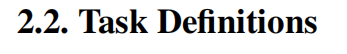 2.2. Task Definitions